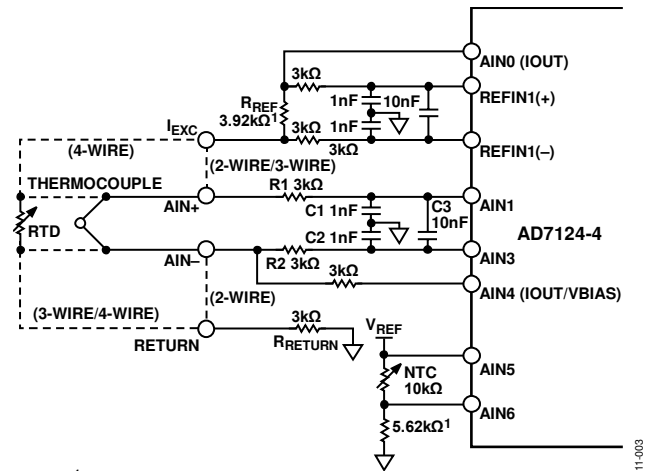 AIN0 (IOUT)
3kΩ
REFIN1(+)
1nF
10nF
RREF
3.92kΩ1
1nF
IEXC
3kΩ
3kΩ
REFIN1(–)
(4-WIRE)
(2-WIRE/3-WIRE)
THERMOCOUPLE
AIN+
R1 3kΩ
AIN1
C1 1nF
C3
10nF
RTD
AD7124-4
C2 1nF
AIN–
R2 3kΩ
AIN3
3kΩ
AIN4 (IOUT/VBIAS)
(2-WIRE)
(3-WIRE/4-WIRE)
3kΩ
VREF
RETURN
RRETURN
AIN5
NTC
10kΩ
AIN6
5.62kΩ1
11-003